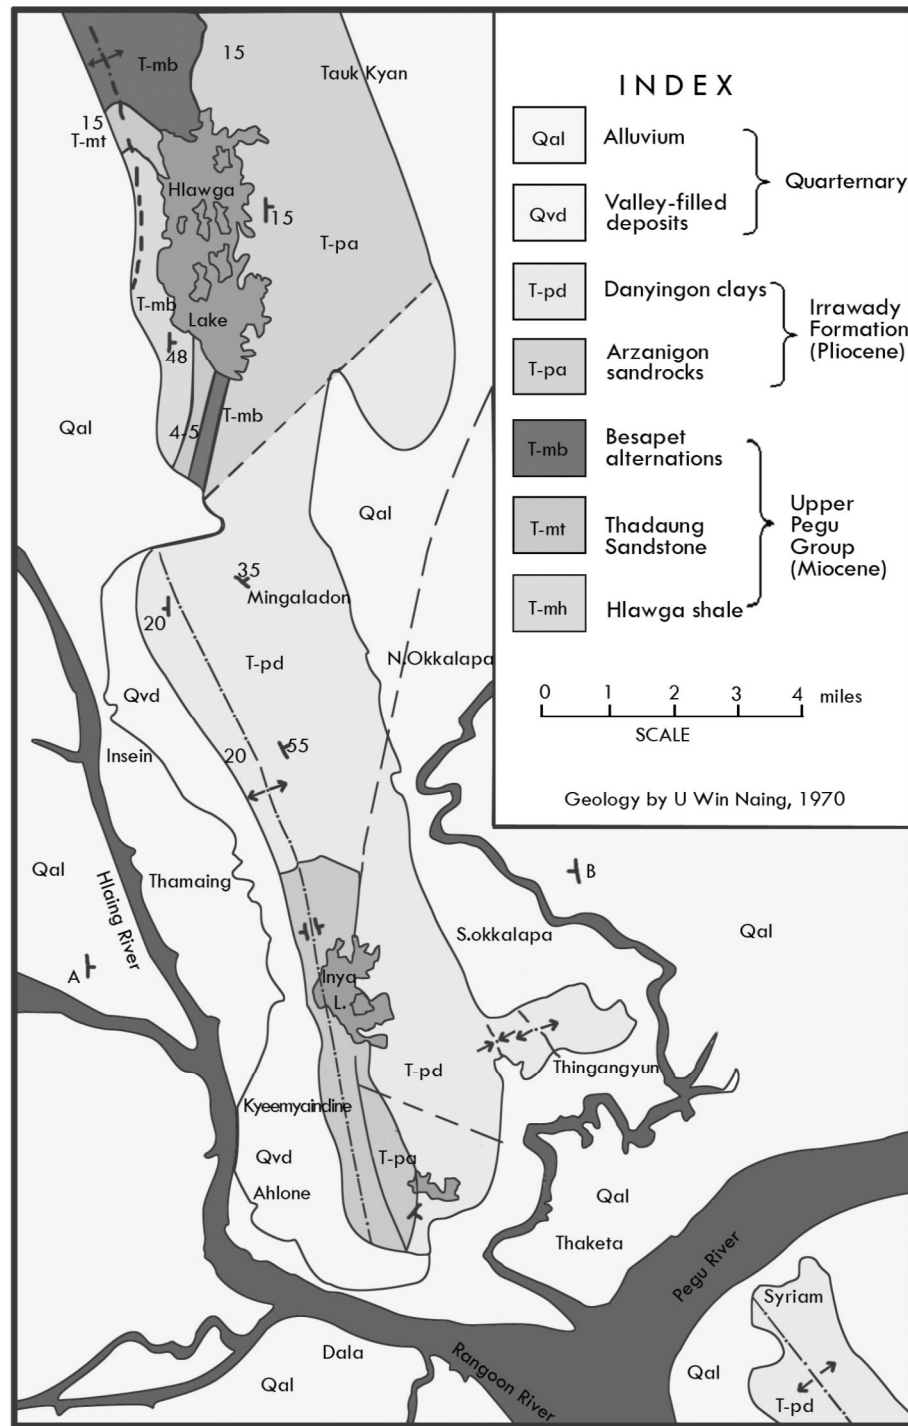 T-mb
15
Tauk Kyan
15
T-mt
Hlawga
15
T-pa
T-mb
Lake
48
T-mb
4-5
Qal
Qal
35
Mingaladon
20
T-pd
N.Okkalapa
Qvd
Insein
20
55
Qal
Thamaing
Hlaing River
B
S.okkalapa
Qal
A
Inya
L.
T-pd
Thingangyun
Kyeemyaindine
T-pa
Qvd
Ahlone
Qal
Thaketa
Pegu River
Syriam
Dala
Qal
Rangoon River
Qal
T-pd
INDEX
Qal Alluvium
Quarternary
Qvd Valley-filled
deposits
T-pd Danyingon clays
Irrawady
Formation
(Pliocene)
T-pa Arzanigon
sandrocks
T-mb Besapet
alternations
Upper
Pegu
Group
(Miocene)
T-mt Thadaung
Sandstone
T-mh Hlawga shale
0 1 2 3 4 miles
SCALE
Geology by U Win Naing, 1970